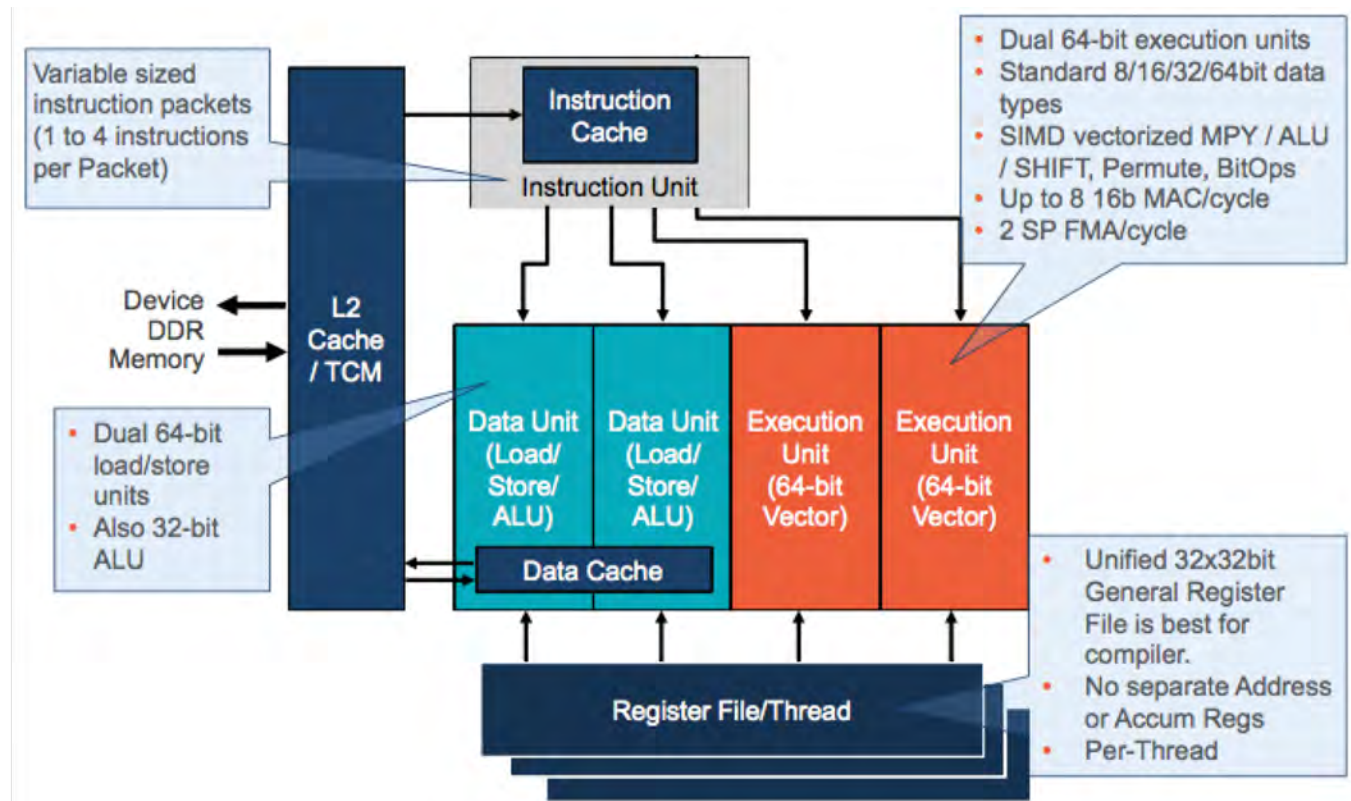 Variable sized
instruction packets
(1 to 4 instructions
per Packet)
Instruction
Cache
Instruction Unit
• Dual 64-bit execution units
• Standard 8/16/32/64bit data
types
• SIMD vectorized MPY / ALU
/ SHIFT, Permute, BitOps
• Up to 8 16b MAC/cycle
• 2 SP FMA/cycle
Device
DDR
Memory
L2
Cache
/ TCM
• Dual 64-bit
load/store
units
• Also 32-bit
ALU
Data Unit
(Load/
Store/
ALU)
Data Unit
(Load/
Store/
ALU)
Execution
Unit
(64-bit
Vector)
Execution
Unit
(64-bit
Vector)
Data Cache
Register File/Thread
• Unified 32x32bit
General Register
File is best for
compiler.
• No separate Address
or Accum Regs
• Per-Thread